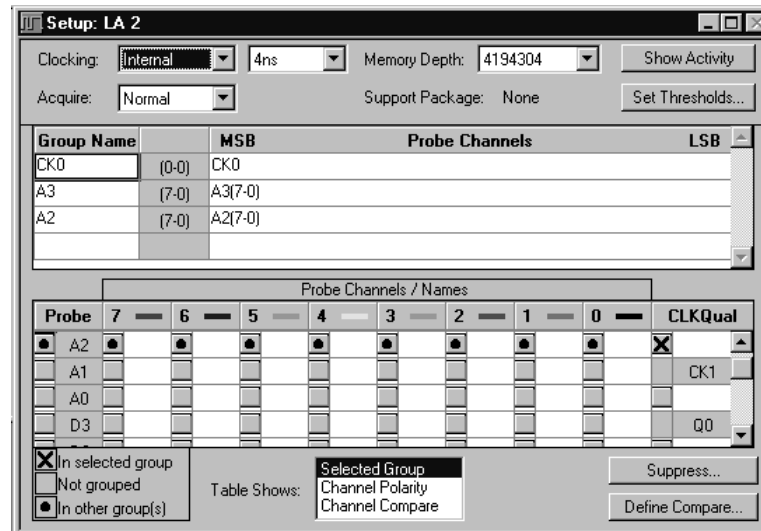 Setup: LA 2
Clocking: Internal 4ns Memory Depth: 4194304 Show Activity
Acquire: Normal Support Package: None Set Thresholds...
Group Name MSB Probe Channels LSB
CK0 (0-0) CK0
A3 (7-0) A3(7-0)
A2 (7-0) A2(7-0)
Probe Channels / Names
Probe 7 6 5 4 3 2 1 0 CLKQual
A2
A1 CK1
A0
D3 Q0
In selected group
Not grouped
In other group(s)
Table Shows:
Selected Group
Channel Polarity
Channel Compare
Suppress...
Define Compare...